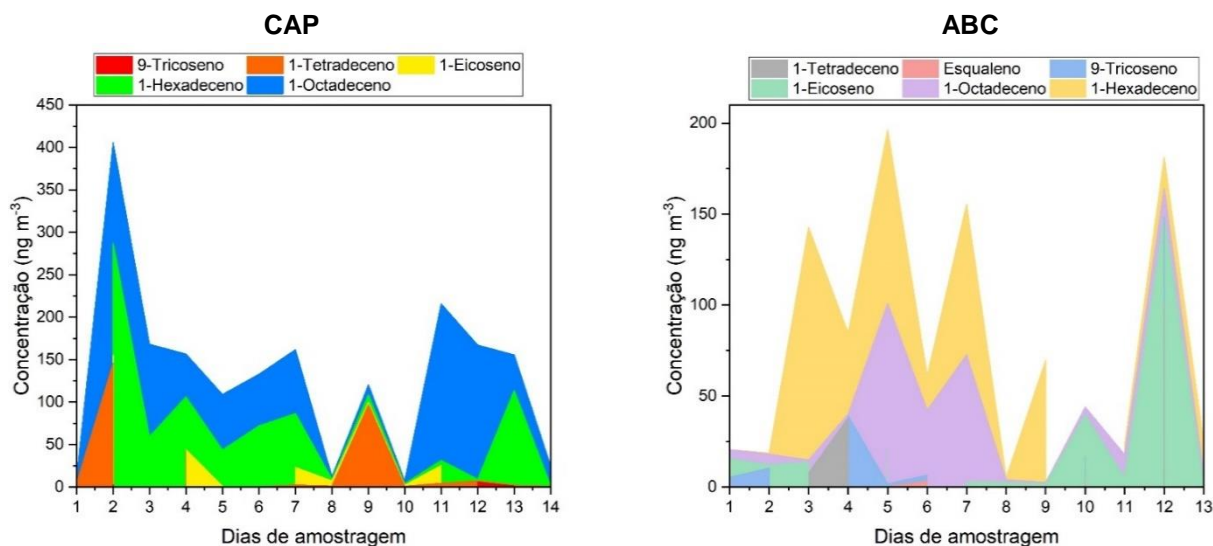 CAP
9-Tricoseno 1-Tetradeceno 1-Eicoseno
1-Hexadeceno 1-Octadeceno
450
400
350
300
250
200
150
100
50
0
Concentração (ng m⁻³)
1 2 3 4 5 6 7 8 9 10 11 12 13 14
Dias de amostragem
ABC
1-Tetradeceno Esqualeno 9-Tricoseno
1-Eicoseno 1-Octadeceno 1-Hexadeceno
200
150
100
50
0
Concentração (ng m⁻³)
1 2 3 4 5 6 7 8 9 10 11 12 13
Dias de amostragem